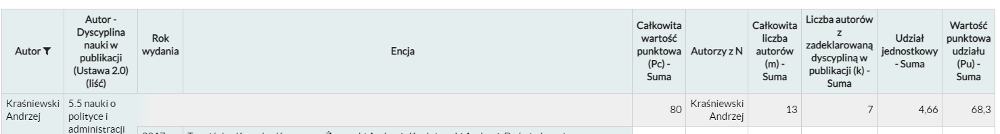 Autor
Autor -
Dyscyplina
nauki w
publikacji
(Ustawa 2.0)
(liść)
Rok
wydania
Encja
Całkowita
wartość
punktowa
(Pc) -
Suma
Autorzy z N
Całkowita
liczba
autorów
(m) -
Suma
Liczba autorów
z
zadeklarowaną
dyscypliną w
publikacji (k) -
Suma
Udział
jednostkowy
- Suma
Wartość
punktowa
udziału
(Pu) -
Suma
Kraśniewski
Andrzej
5.5 nauki o
polityce i
administracji
80
Kraśniewski
Andrzej
13
7
4,66
68,3
2017